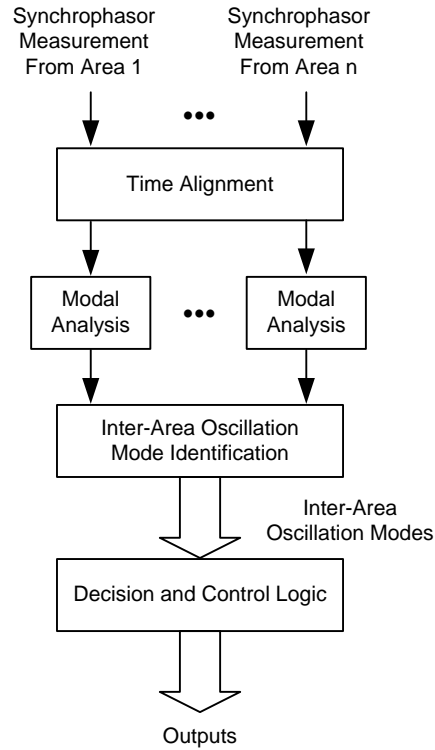 Synchrophasor
Measurement
From Area 1
Synchrophasor
Measurement
From Area n
•••
Time Alignment
Modal
Analysis
•••
Modal
Analysis
Inter-Area Oscillation
Mode Identification
Inter-Area
Oscillation Modes
Decision and Control Logic
Outputs